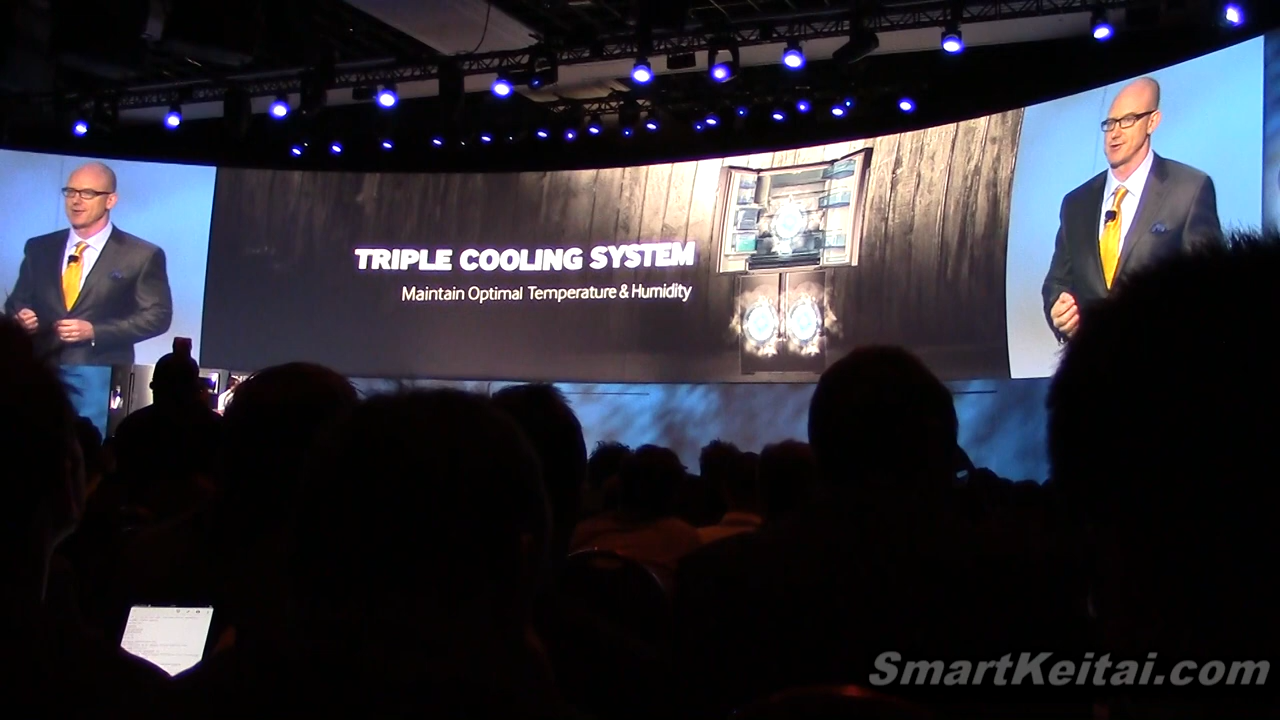 TRIPLE COOLING SYSTEM
Maintain Optimal Temperature & Humidity
SmartKeitai.com